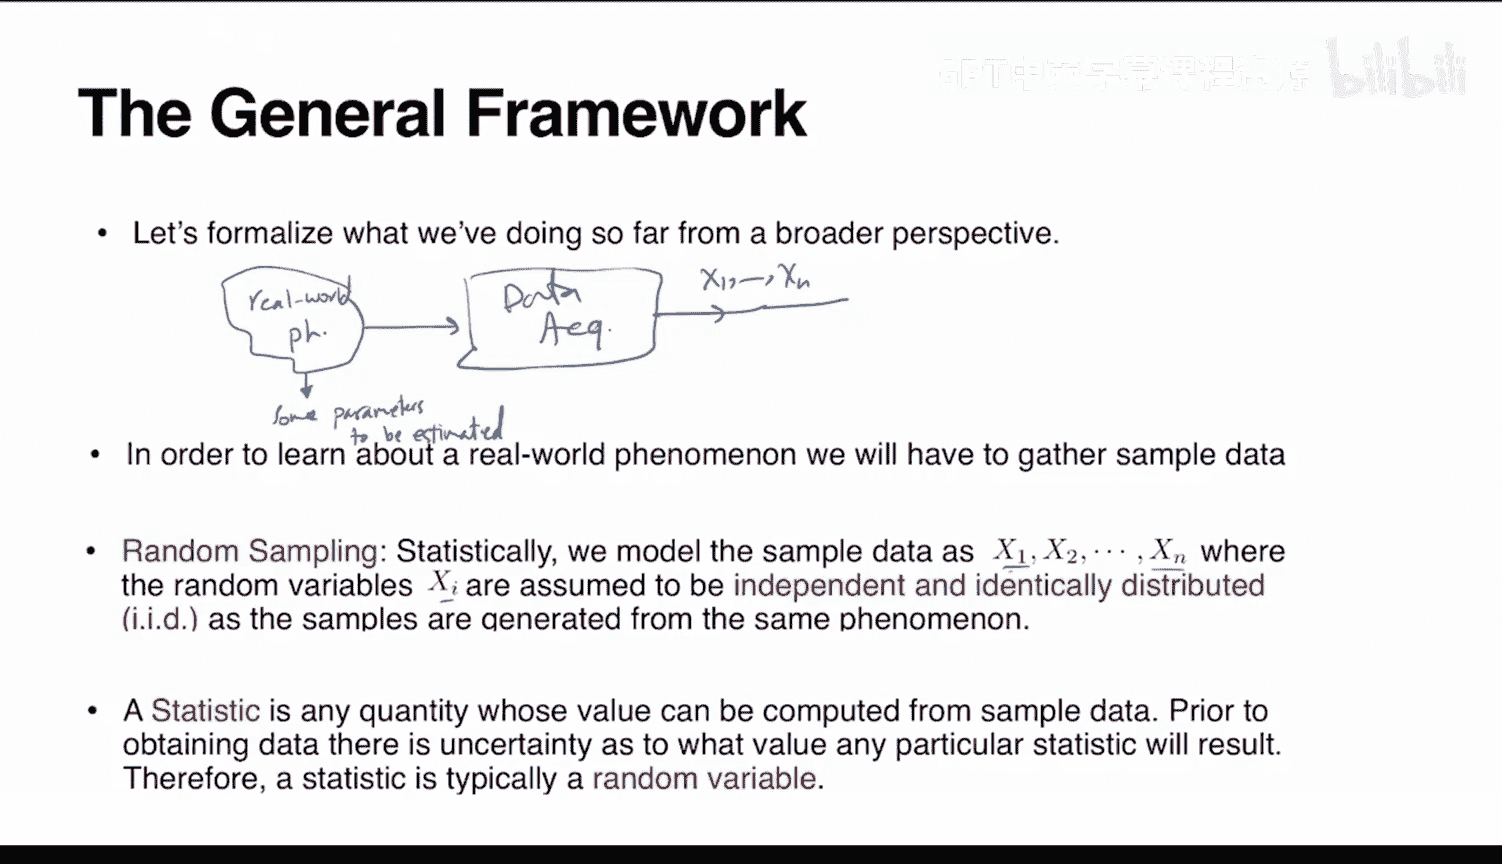 bilibili
The General Framework
• Let's formalize what we've doing so far from a broader perspective.
real-world
ph.
Data
Acq.
X₁,—,Xₙ
Some parameters
to be estimated
• In order to learn about a real-world phenomenon we will have to gather sample data
• Random Sampling: Statistically, we model the sample data as X₁, X₂, ⋯ , Xₙ where
the random variables Xᵢ are assumed to be independent and identically distributed
(i.i.d.) as the samples are generated from the same phenomenon.
• A Statistic is any quantity whose value can be computed from sample data. Prior to
obtaining data there is uncertainty as to what value any particular statistic will result.
Therefore, a statistic is typically a random variable.